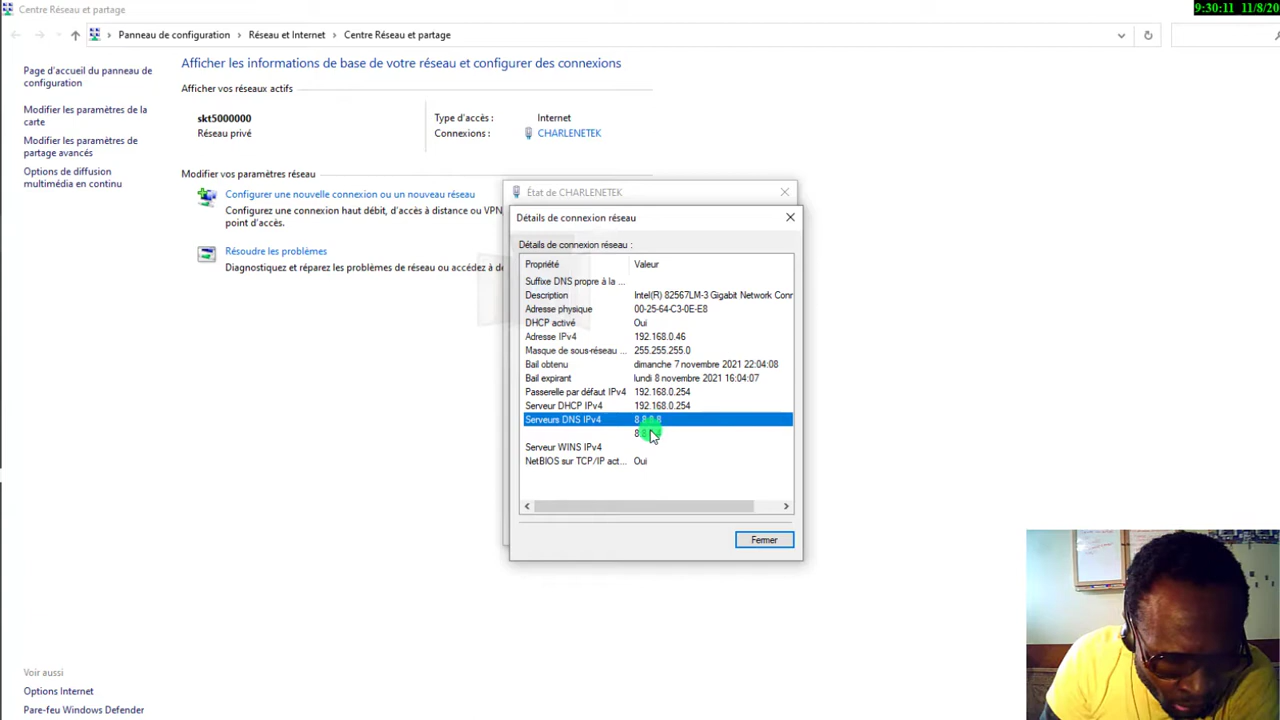 Centre Réseau et partage
9:30:11 11/8/20
Panneau de configuration > Réseau et Internet > Centre Réseau et partage
Page d'accueil du panneau de configuration
Modifier les paramètres de la carte
Modifier les paramètres de partage avancés
Options de diffusion multimédia en continu
Afficher les informations de base de votre réseau et configurer des connexions
Afficher vos réseaux actifs
skt5000000
Réseau privé
Type d'accès : Internet
Connexions : CHARLENETEK
Modifier vos paramètres réseau
Configurer une nouvelle connexion ou un nouveau réseau
Configurez une connexion haut débit, d'accès à distance ou VPN
point d'accès.
Résoudre les problèmes
Diagnostiquez et réparez les problèmes de réseau ou accédez à de
État de CHARLENETEK
Détails de connexion réseau
Détails de connexion réseau :
Propriété Valeur
Suffixe DNS propre à la ...
Description Intel(R) 82567LM-3 Gigabit Network Conr
Adresse physique 00-25-64-C3-0E-E8
DHCP activé Oui
Adresse IPv4 192.168.0.46
Masque de sous-réseau ... 255.255.255.0
Bail obtenu dimanche 7 novembre 2021 22:04:08
Bail expirant lundi 8 novembre 2021 16:04:07
Passerelle par défaut IPv4 192.168.0.254
Serveur DHCP IPv4 192.168.0.254
Serveurs DNS IPv4 8.8.8.8
Serveur WINS IPv4
NetBIOS sur TCP/IP act... Oui
Fermer
Voir aussi
Options Internet
Pare-feu Windows Defender